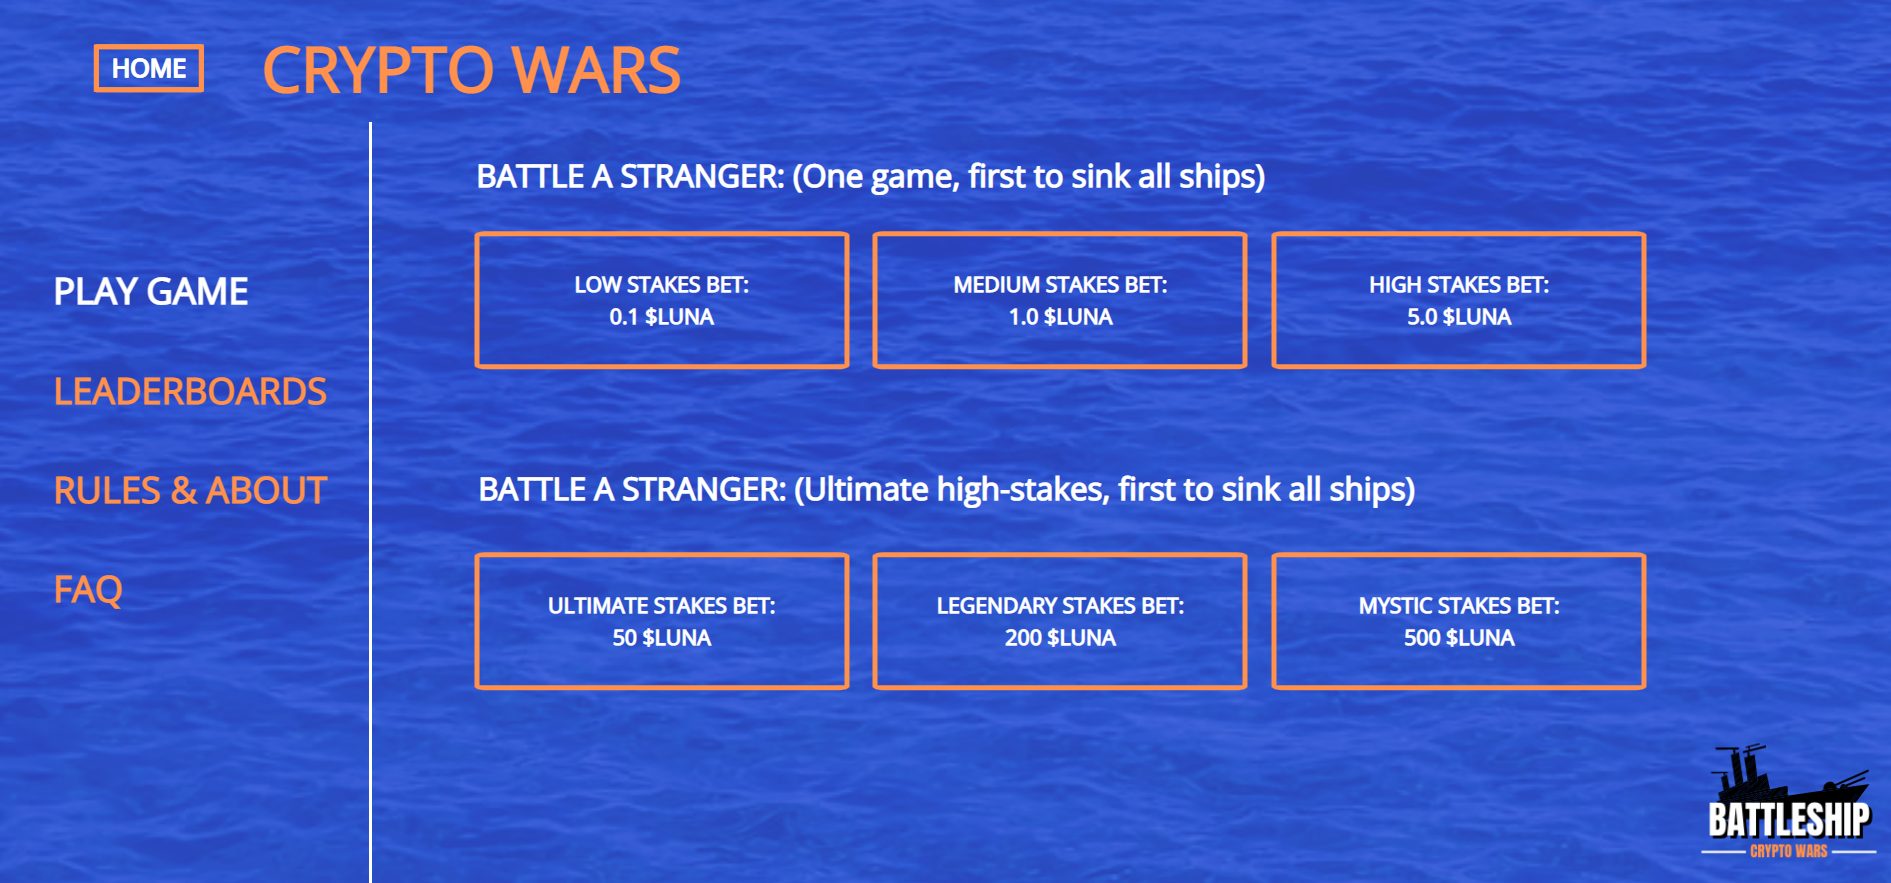 HOME
CRYPTO WARS
PLAY GAME
LEADERBOARDS
RULES & ABOUT
FAQ
BATTLE A STRANGER: (One game, first to sink all ships)
LOW STAKES BET:
0.1 $LUNA
MEDIUM STAKES BET:
1.0 $LUNA
HIGH STAKES BET:
5.0 $LUNA
BATTLE A STRANGER: (Ultimate high-stakes, first to sink all ships)
ULTIMATE STAKES BET:
50 $LUNA
LEGENDARY STAKES BET:
200 $LUNA
MYSTIC STAKES BET:
500 $LUNA
BATTLESHIP
CRYPTO WARS